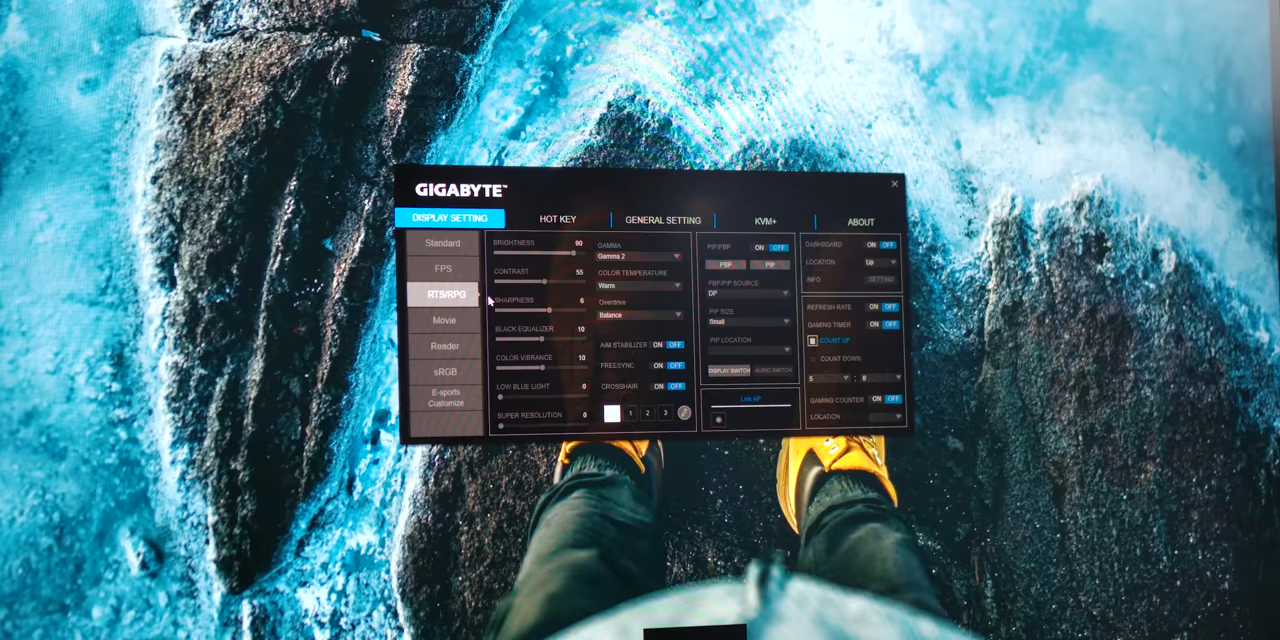 GIGABYTE™
DISPLAY SETTING
HOT KEY
GENERAL SETTING
KVM+
ABOUT
Standard
FPS
RTS/RPG
Movie
Reader
sRGB
E-sports
Customize
BRIGHTNESS 90
CONTRAST 55
SHARPNESS 6
BLACK EQUALIZER 10
COLOR VIBRANCE 10
LOW BLUE LIGHT 0
SUPER RESOLUTION 0
GAMMA
Gamma 2
COLOR TEMPERATURE
Warm
Overdrive
Balance
AIM STABILIZER ON OFF
FREESYNC ON OFF
CROSSHAIR ON OFF
1 2 3
PIP/PBP ON OFF
PBP PIP
PBP/PIP SOURCE
DP
PIP SIZE
Small
PIP LOCATION
DISPLAY SWITCH AUDIO SWITCH
Link AP
DASHBOARD ON OFF
LOCATION Up
INFO SETTING
REFRESH RATE ON OFF
GAMING TIMER ON OFF
COUNT UP
COUNT DOWN
5 : 0
GAMING COUNTER ON OFF
LOCATION